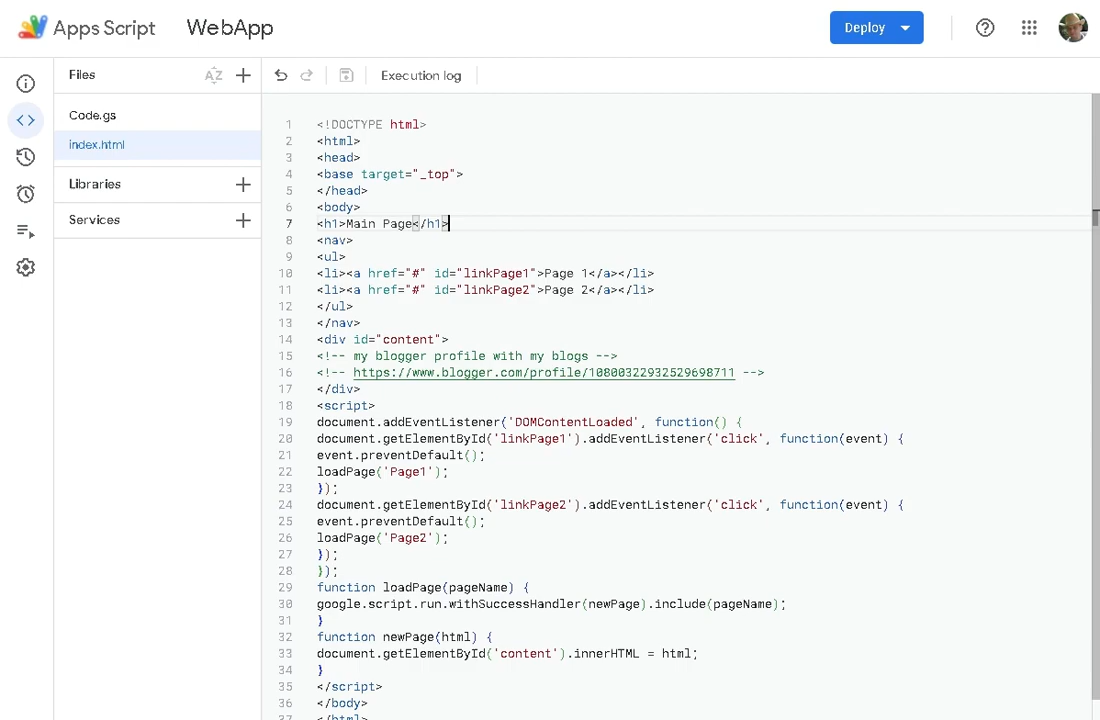 Apps Script WebApp Deploy
Files AZ Execution log
Code.gs
index.html
Libraries
Services
1 <!DOCTYPE html>
2 <html>
3 <head>
4 <base target="_top">
5 </head>
6 <body>
7 <h1>Main Page</h1>
8 <nav>
9 <ul>
10 <li><a href="#" id="linkPage1">Page 1</a></li>
11 <li><a href="#" id="linkPage2">Page 2</a></li>
12 </ul>
13 </nav>
14 <div id="content">
15 <!-- my blogger profile with my blogs -->
16 <!-- https://www.blogger.com/profile/10800322932529698711 -->
17 </div>
18 <script>
19 document.addEventListener('DOMContentLoaded', function() {
20 document.getElementById('linkPage1').addEventListener('click', function(event) {
21 event.preventDefault();
22 loadPage('Page1');
23 });
24 document.getElementById('linkPage2').addEventListener('click', function(event) {
25 event.preventDefault();
26 loadPage('Page2');
27 });
28 });
29 function loadPage(pageName) {
30 google.script.run.withSuccessHandler(newPage).include(pageName);
31 }
32 function newPage(html) {
33 document.getElementById('content').innerHTML = html;
34 }
35 </script>
36 </body>
37 </html>